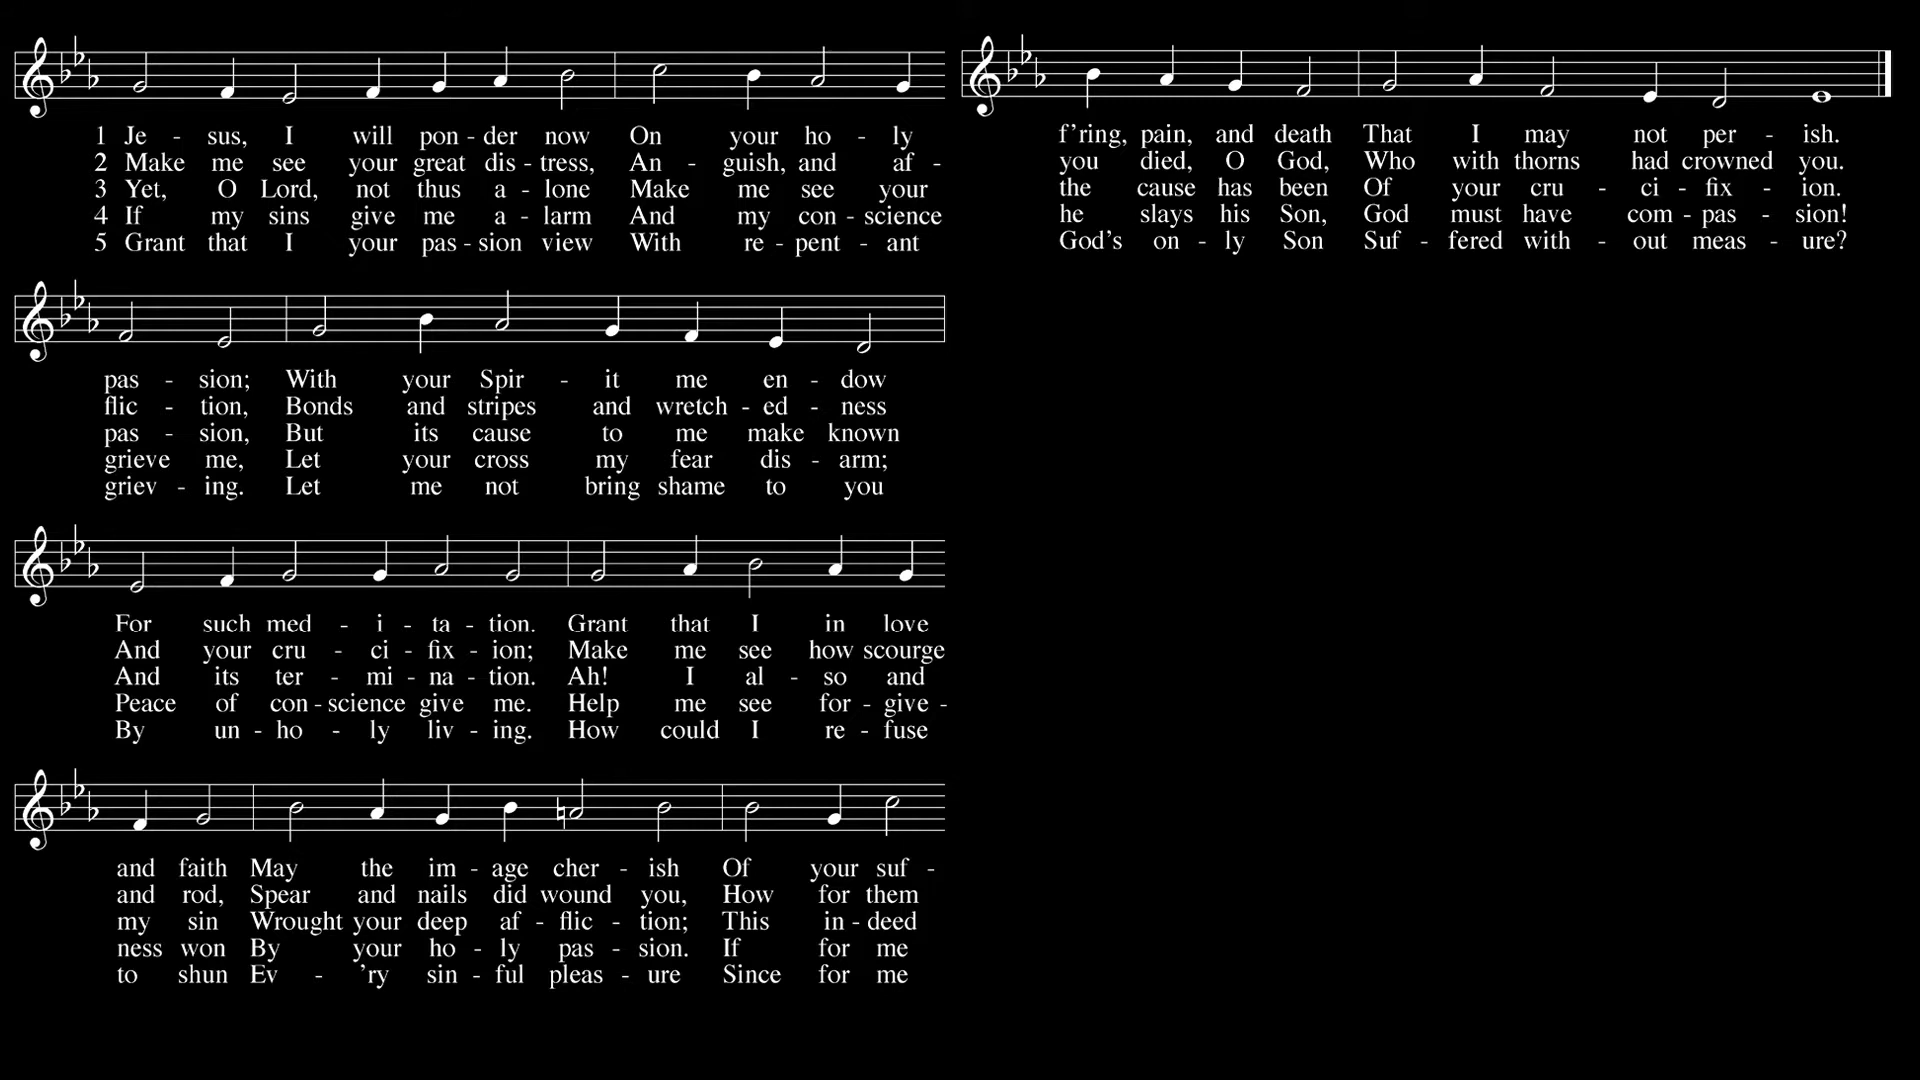 1 Je - sus, I will pon - der now On your ho - ly
2 Make me see your great dis - tress, An - guish, and af -
3 Yet, O Lord, not thus a - lone Make me see your
4 If my sins give me a - larm And my con - science
5 Grant that I your pas - sion view With re - pent - ant
pas - sion; With your Spir - it me en - dow
flic - tion, Bonds and stripes and wretch - ed - ness
pas - sion, But its cause to me make known
grieve me, Let your cross my fear dis - arm;
griev - ing. Let me not bring shame to you
For such med - i - ta - tion. Grant that I in love
And your cru - ci - fix - ion; Make me see how scourge
And its ter - mi - na - tion. Ah! I al - so and
Peace of con - science give me. Help me see for - give -
By un - ho - ly liv - ing. How could I re - fuse
and faith May the im - age cher - ish Of your suf -
and rod, Spear and nails did wound you, How for them
my sin Wrought your deep af - flic - tion; This in - deed
ness won By your ho - ly pas - sion. If for me
to shun Ev - 'ry sin - ful pleas - ure Since for me
f'ring, pain, and death That I may not per - ish.
you died, O God, Who with thorns had crowned you.
the cause has been Of your cru - ci - fix - ion.
he slays his Son, God must have com - pas - sion!
God's on - ly Son Suf - fered with - out meas - ure?